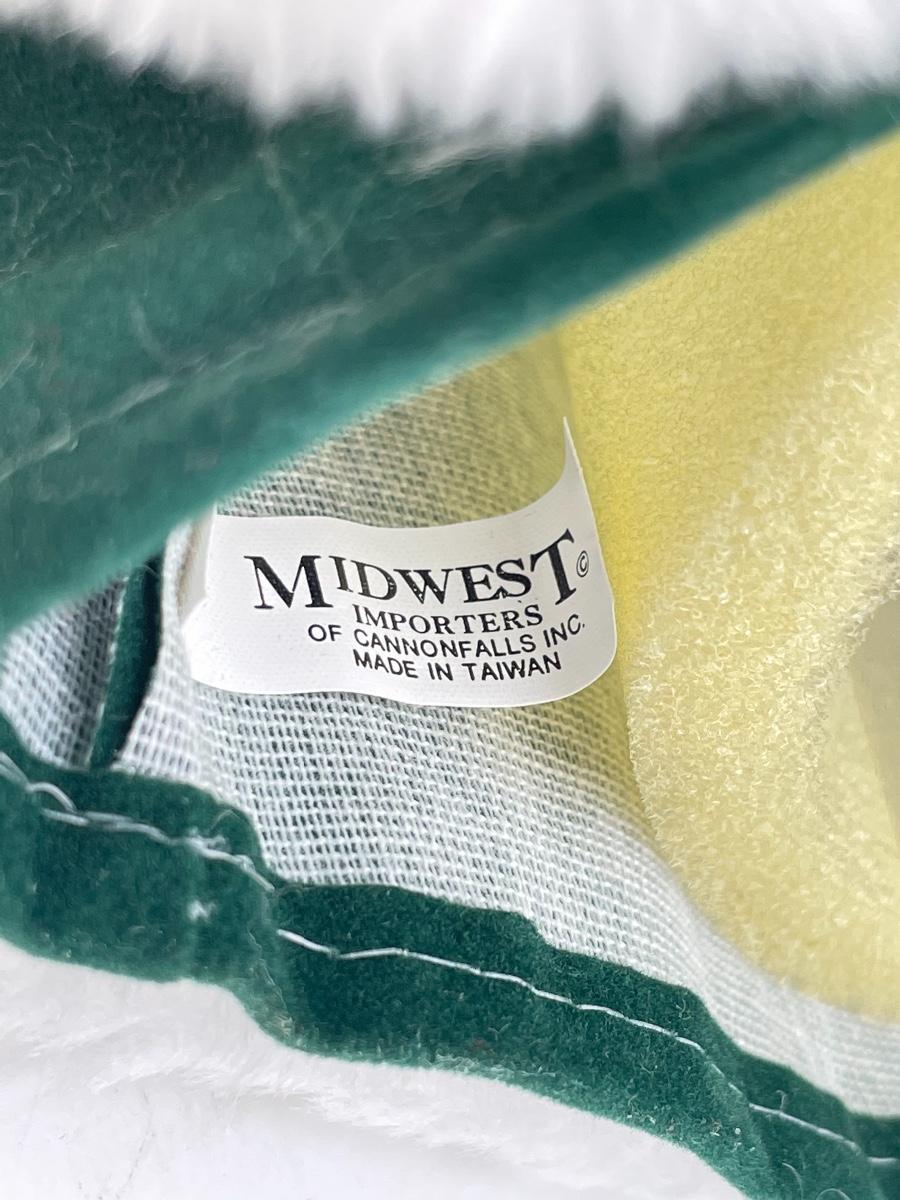 MIDWEST©
IMPORTERS
OF CANNONFALLS INC.
MADE IN TAIWAN